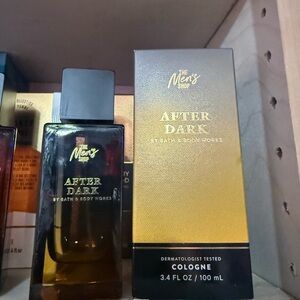 THE
Men's
SHOP
AFTER
DARK
BY BATH & BODY WORKS
THE
Men's
SHOP
AFTER
DARK
BY BATH & BODY WORKS
DERMATOLOGIST TESTED
COLOGNE
3.4 FL OZ / 100 mL